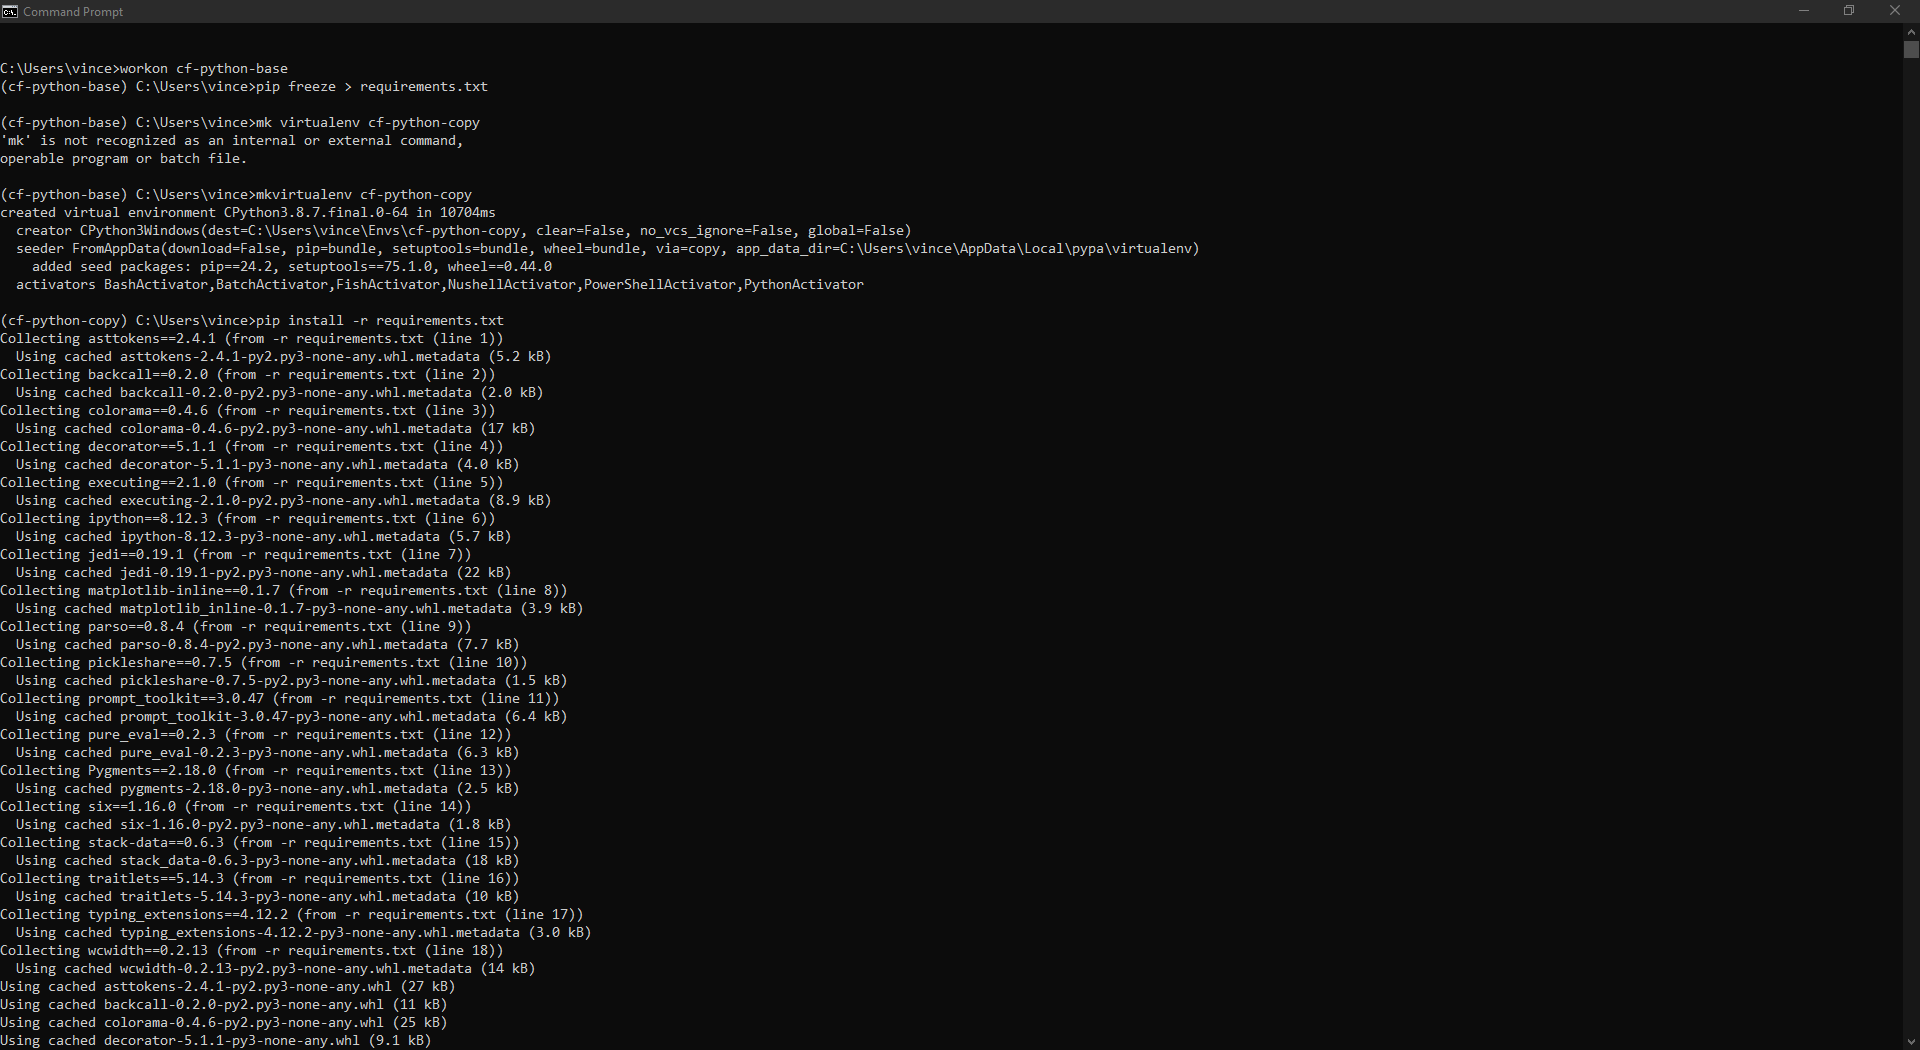 Command Prompt
C:\Users\vince>workon cf-python-base
(cf-python-base) C:\Users\vince>pip freeze > requirements.txt
(cf-python-base) C:\Users\vince>mk virtualenv cf-python-copy
'mk' is not recognized as an internal or external command,
operable program or batch file.
(cf-python-base) C:\Users\vince>mkvirtualenv cf-python-copy
created virtual environment CPython3.8.7.final.0-64 in 10704ms
  creator CPython3Windows(dest=C:\Users\vince\Envs\cf-python-copy, clear=False, no_vcs_ignore=False, global=False)
  seeder FromAppData(download=False, pip=bundle, setuptools=bundle, wheel=bundle, via=copy, app_data_dir=C:\Users\vince\AppData\Local\pypa\virtualenv)
    added seed packages: pip==24.2, setuptools==75.1.0, wheel==0.44.0
  activators BashActivator,BatchActivator,FishActivator,NushellActivator,PowerShellActivator,PythonActivator
(cf-python-copy) C:\Users\vince>pip install -r requirements.txt
Collecting asttokens==2.4.1 (from -r requirements.txt (line 1))
  Using cached asttokens-2.4.1-py2.py3-none-any.whl.metadata (5.2 kB)
Collecting backcall==0.2.0 (from -r requirements.txt (line 2))
  Using cached backcall-0.2.0-py2.py3-none-any.whl.metadata (2.0 kB)
Collecting colorama==0.4.6 (from -r requirements.txt (line 3))
  Using cached colorama-0.4.6-py2.py3-none-any.whl.metadata (17 kB)
Collecting decorator==5.1.1 (from -r requirements.txt (line 4))
  Using cached decorator-5.1.1-py3-none-any.whl.metadata (4.0 kB)
Collecting executing==2.1.0 (from -r requirements.txt (line 5))
  Using cached executing-2.1.0-py2.py3-none-any.whl.metadata (8.9 kB)
Collecting ipython==8.12.3 (from -r requirements.txt (line 6))
  Using cached ipython-8.12.3-py3-none-any.whl.metadata (5.7 kB)
Collecting jedi==0.19.1 (from -r requirements.txt (line 7))
  Using cached jedi-0.19.1-py2.py3-none-any.whl.metadata (22 kB)
Collecting matplotlib-inline==0.1.7 (from -r requirements.txt (line 8))
  Using cached matplotlib_inline-0.1.7-py3-none-any.whl.metadata (3.9 kB)
Collecting parso==0.8.4 (from -r requirements.txt (line 9))
  Using cached parso-0.8.4-py2.py3-none-any.whl.metadata (7.7 kB)
Collecting pickleshare==0.7.5 (from -r requirements.txt (line 10))
  Using cached pickleshare-0.7.5-py2.py3-none-any.whl.metadata (1.5 kB)
Collecting prompt_toolkit==3.0.47 (from -r requirements.txt (line 11))
  Using cached prompt_toolkit-3.0.47-py3-none-any.whl.metadata (6.4 kB)
Collecting pure_eval==0.2.3 (from -r requirements.txt (line 12))
  Using cached pure_eval-0.2.3-py3-none-any.whl.metadata (6.3 kB)
Collecting Pygments==2.18.0 (from -r requirements.txt (line 13))
  Using cached pygments-2.18.0-py3-none-any.whl.metadata (2.5 kB)
Collecting six==1.16.0 (from -r requirements.txt (line 14))
  Using cached six-1.16.0-py2.py3-none-any.whl.metadata (1.8 kB)
Collecting stack-data==0.6.3 (from -r requirements.txt (line 15))
  Using cached stack_data-0.6.3-py3-none-any.whl.metadata (18 kB)
Collecting traitlets==5.14.3 (from -r requirements.txt (line 16))
  Using cached traitlets-5.14.3-py3-none-any.whl.metadata (10 kB)
Collecting typing_extensions==4.12.2 (from -r requirements.txt (line 17))
  Using cached typing_extensions-4.12.2-py3-none-any.whl.metadata (3.0 kB)
Collecting wcwidth==0.2.13 (from -r requirements.txt (line 18))
  Using cached wcwidth-0.2.13-py2.py3-none-any.whl.metadata (14 kB)
Using cached asttokens-2.4.1-py2.py3-none-any.whl (27 kB)
Using cached backcall-0.2.0-py2.py3-none-any.whl (11 kB)
Using cached colorama-0.4.6-py2.py3-none-any.whl (25 kB)
Using cached decorator-5.1.1-py3-none-any.whl (9.1 kB)